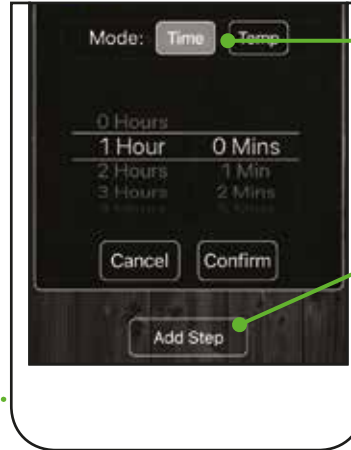 Mode: Time Temp
0 Hours
1 Hour 0 Mins
2 Hours 1 Min
3 Hours 2 Mins
Cancel Confirm
Add Step